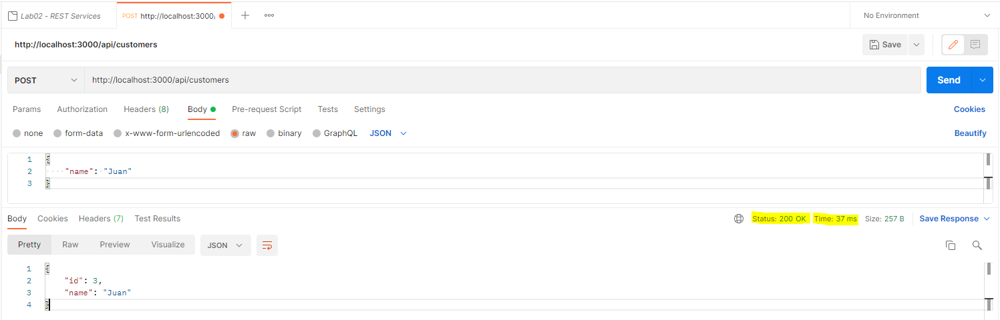 Lab02 - REST Services
POST http://localhost:3000/
No Environment
http://localhost:3000/api/customers
Save
POST http://localhost:3000/api/customers Send
Params Authorization Headers (8) Body Pre-request Script Tests Settings Cookies
none form-data x-www-form-urlencoded raw binary GraphQL JSON Beautify
1 {
2 "name": "Juan"
3 }
Body Cookies Headers (7) Test Results Status: 200 OK Time: 37 ms Size: 257 B Save Response
Pretty Raw Preview Visualize JSON
1 {
2 "id": 3,
3 "name": "Juan"
4 }